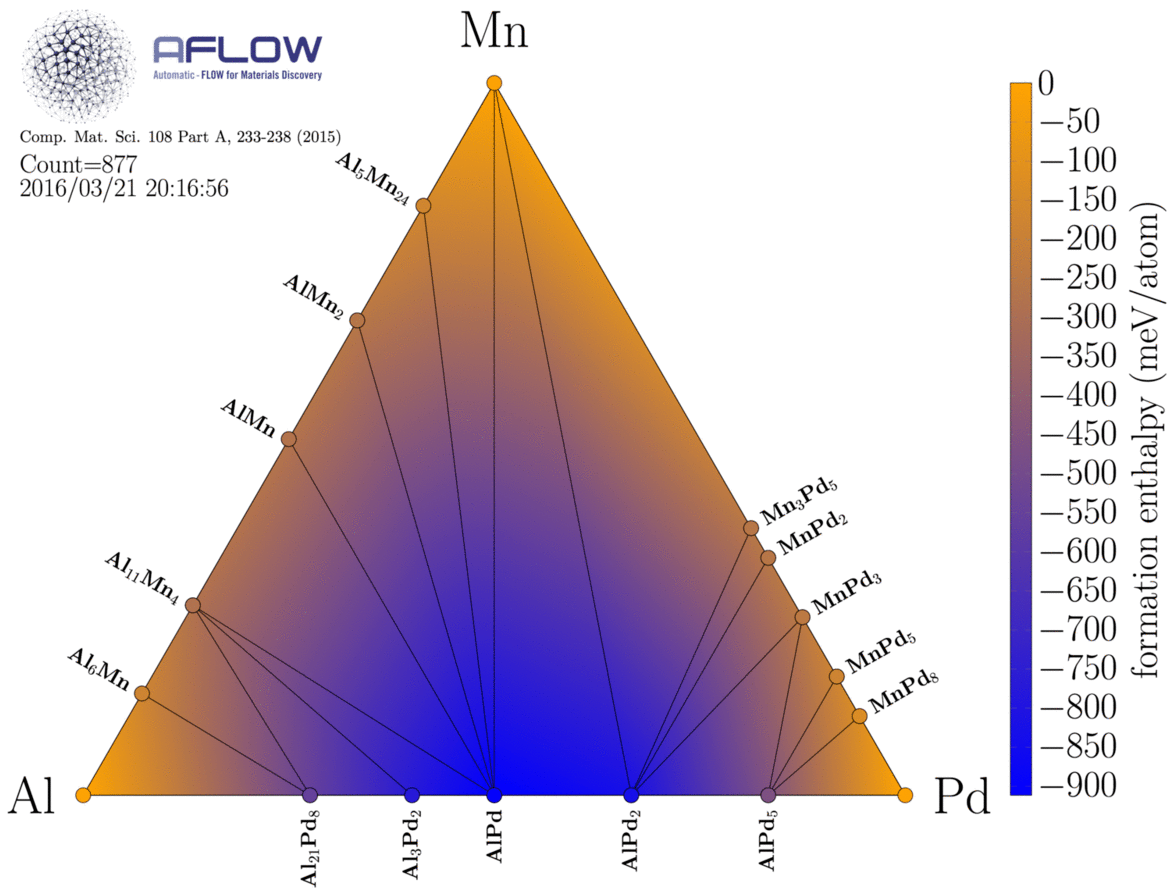 AFLOW
Automatic - FLOW for Materials Discovery
Comp. Mat. Sci. 108 Part A, 233-238 (2015)
Count=877
2016/03/21 20:16:56
Mn
Al₅Mn₂₄
AlMn₂
AlMn
Al₁₁Mn₄
Al₆Mn
Mn₃Pd₅
MnPd₂
MnPd₃
MnPd₅
MnPd₈
Al
Pd
Al₂₁Pd₈
Al₃Pd₂
AlPd
AlPd₂
AlPd₅
0
−50
−100
−150
−200
−250
−300
−350
−400
−450
−500
−550
−600
−650
−700
−750
−800
−850
−900
formation enthalpy (meV/atom)